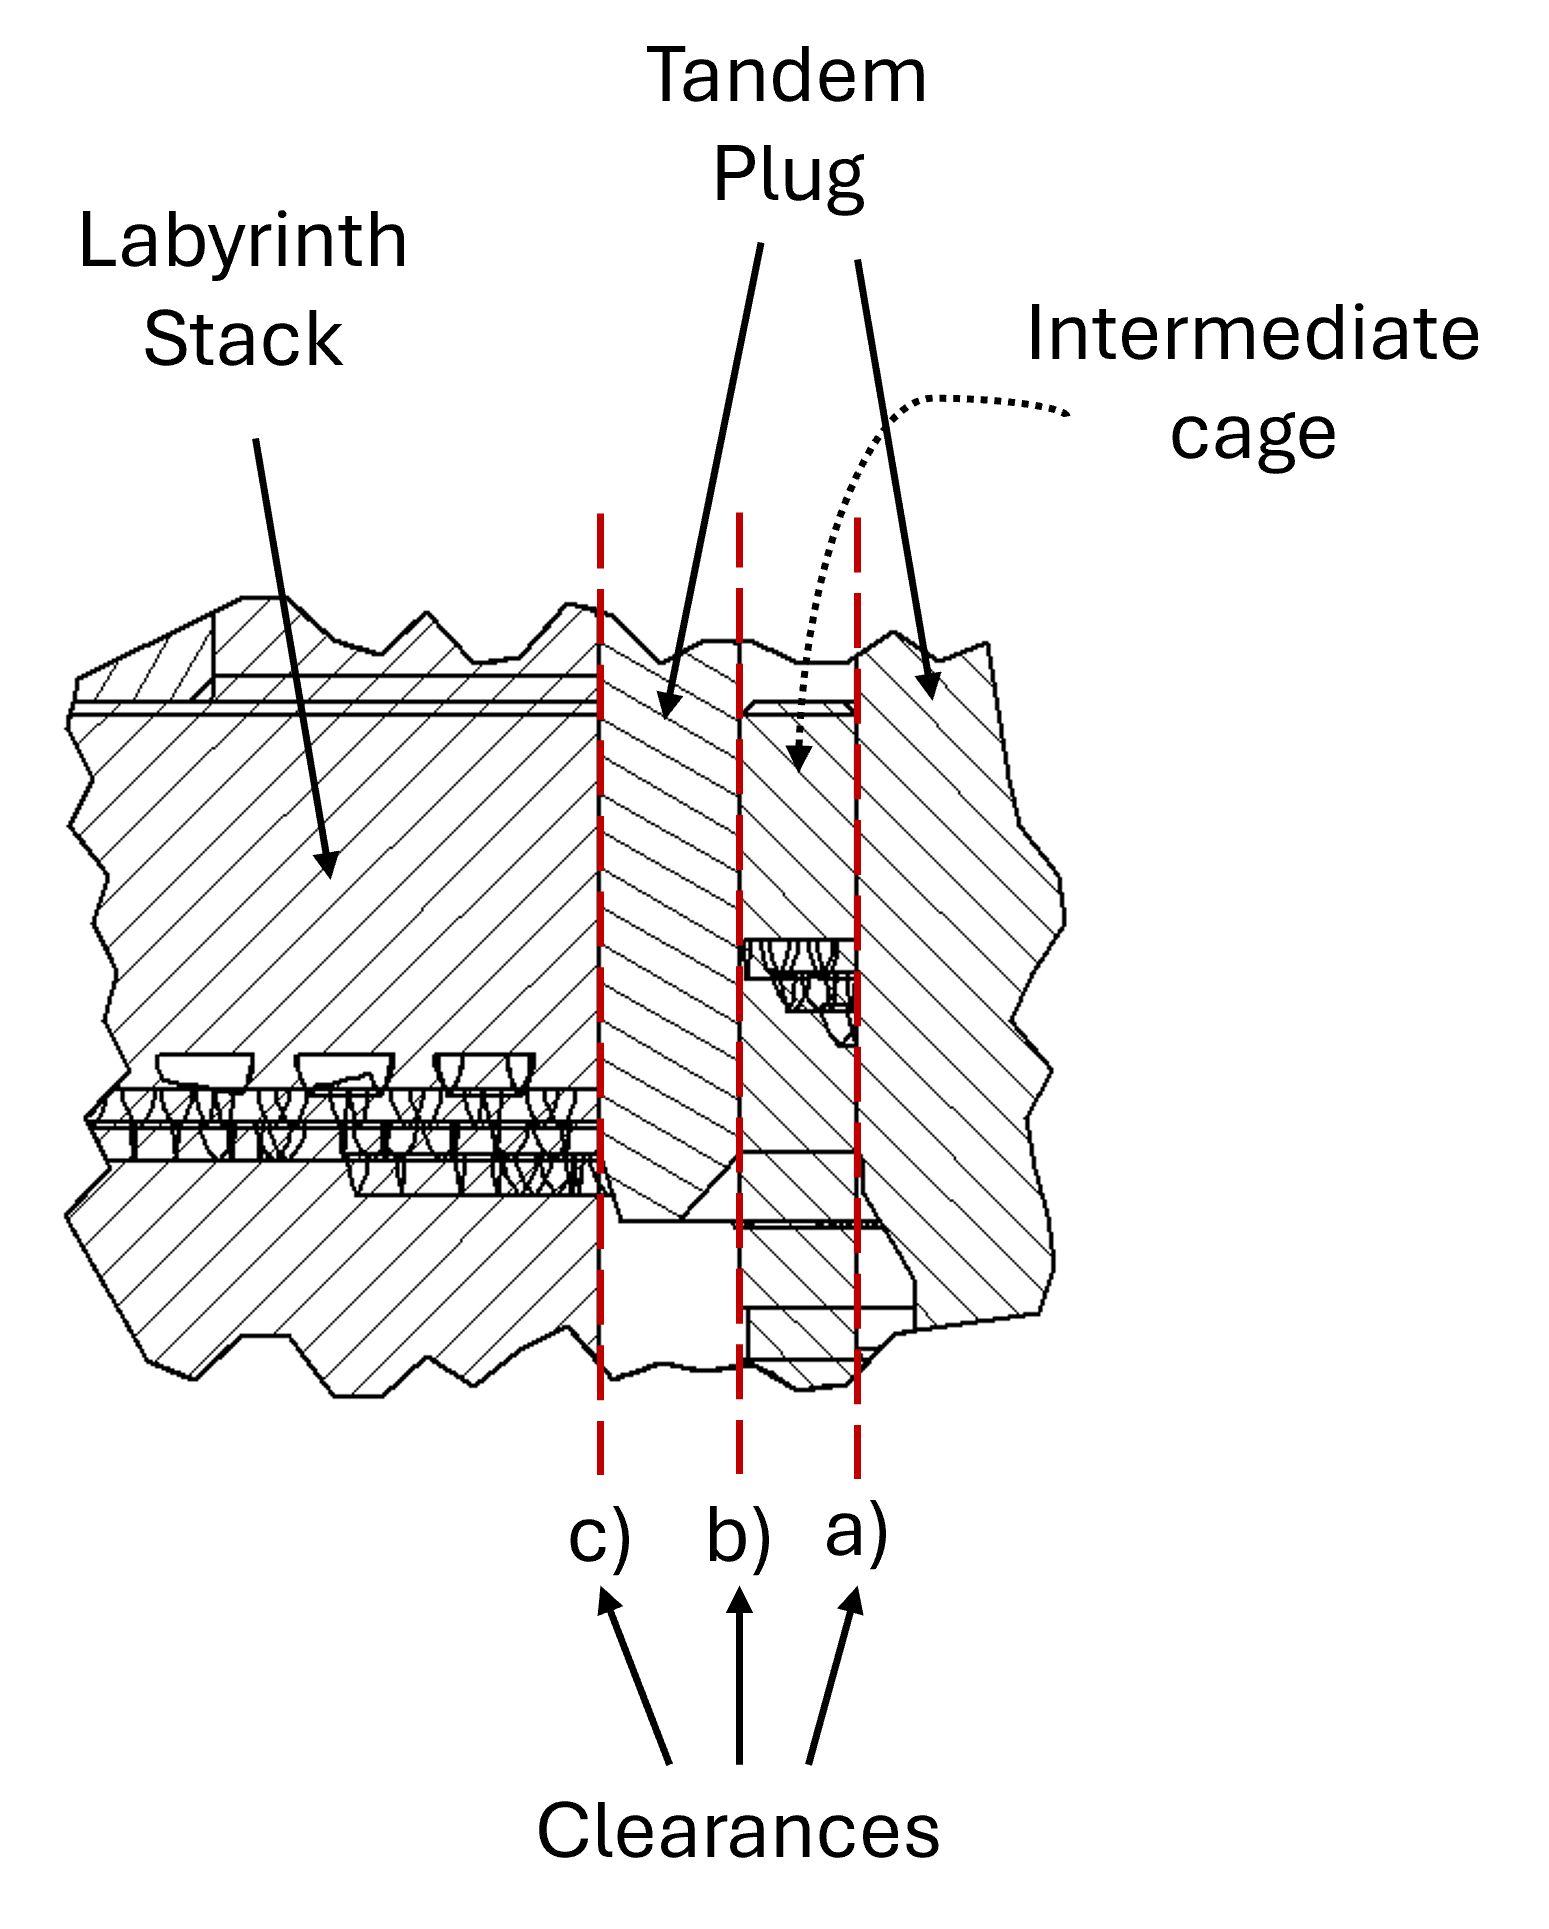 Tandem
Plug
Labyrinth
Stack
Intermediate
cage
c) b) a)
Clearances